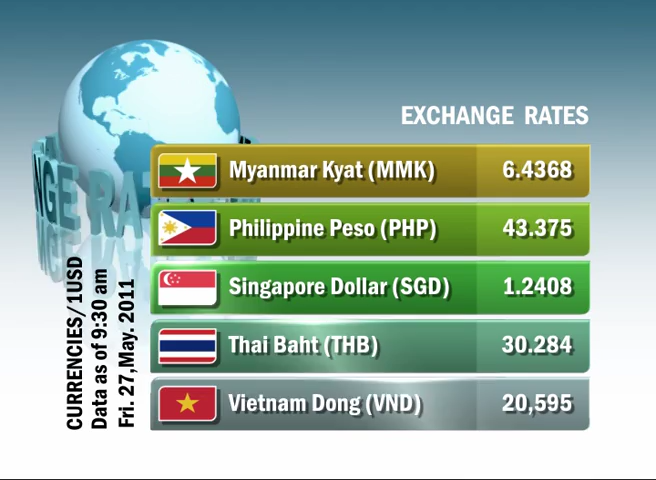 EXCHANGE RATES
Myanmar Kyat (MMK) 6.4368
Philippine Peso (PHP) 43.375
Singapore Dollar (SGD) 1.2408
Thai Baht (THB) 30.284
Vietnam Dong (VND) 20,595
CURRENCIES/1USD
Data as of 9:30 am
Fri. 27,May. 2011
NGE RA